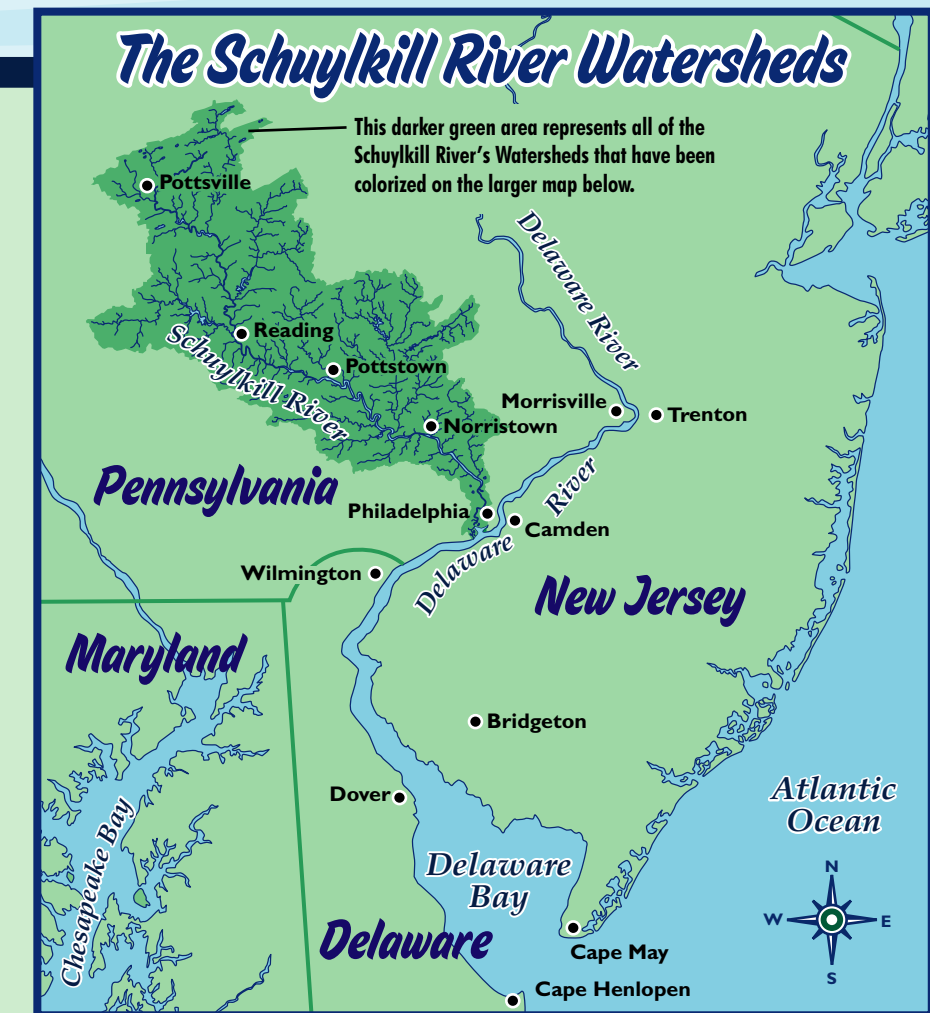 The Schuylkill River Watersheds
This darker green area represents all of the
Schuylkill River's Watersheds that have been
colorized on the larger map below.
Pottsville
Delaware River
Reading
Schuylkill River
Pottstown
Morrisville
Trenton
Norristown
Pennsylvania
Philadelphia
Camden
Delaware River
Wilmington
New Jersey
Maryland
Bridgeton
Dover
Atlantic
Ocean
Chesapeake Bay
Delaware
Bay
N
W
E
S
Delaware
Cape May
Cape Henlopen